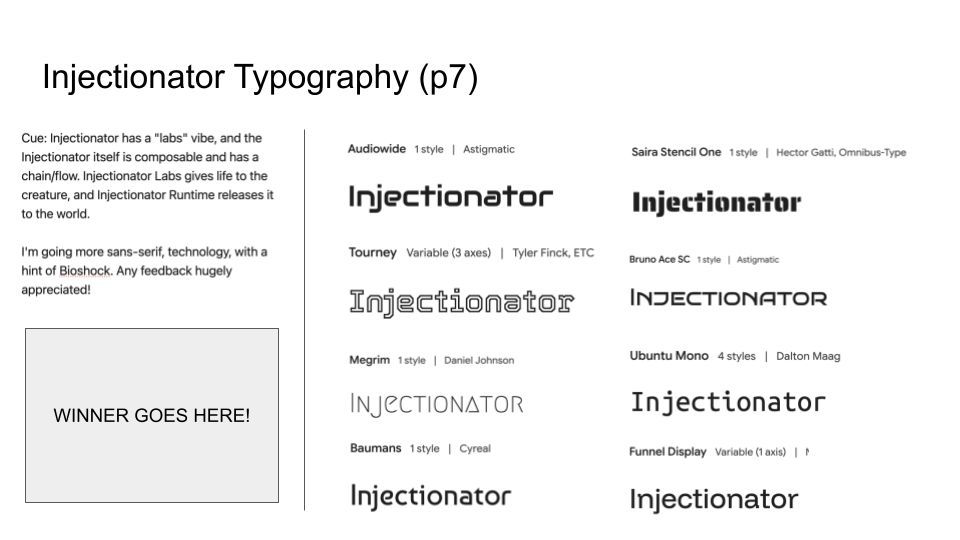 Injectionator Typography (p7)
Cue: Injectionator has a "labs" vibe, and the
Injectionator itself is composable and has a
chain/flow. Injectionator Labs gives life to the
creature, and Injectionator Runtime releases it
to the world.
I'm going more sans-serif, technology, with a
hint of Bioshock. Any feedback hugely
appreciated!
WINNER GOES HERE!
Audiowide 1 style | Astigmatic
Injectionator
Tourney Variable (3 axes) | Tyler Finck, ETC
Injectionator
Megrim 1 style | Daniel Johnson
Injectionator
Baumans 1 style | Cyreal
Injectionator
Saira Stencil One 1 style | Hector Gatti, Omnibus-Type
Injectionator
Bruno Ace SC 1 style | Astigmatic
Injectionator
Ubuntu Mono 4 styles | Dalton Maag
Injectionator
Funnel Display Variable (1 axis) |
Injectionator